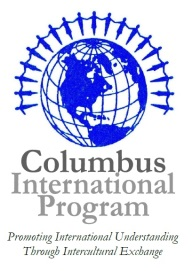 Columbus
International
Program
Promoting International Understanding
Through Intercultural Exchange